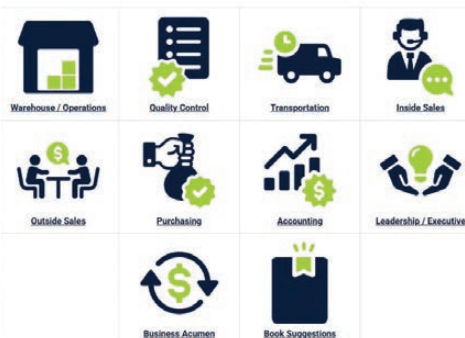 Warehouse / Operations
Quality Control
Transportation
Inside Sales
$
Outside Sales
Purchasing
$
Accounting
Leadership / Executive
$
Business Acumen
Book Suggestions